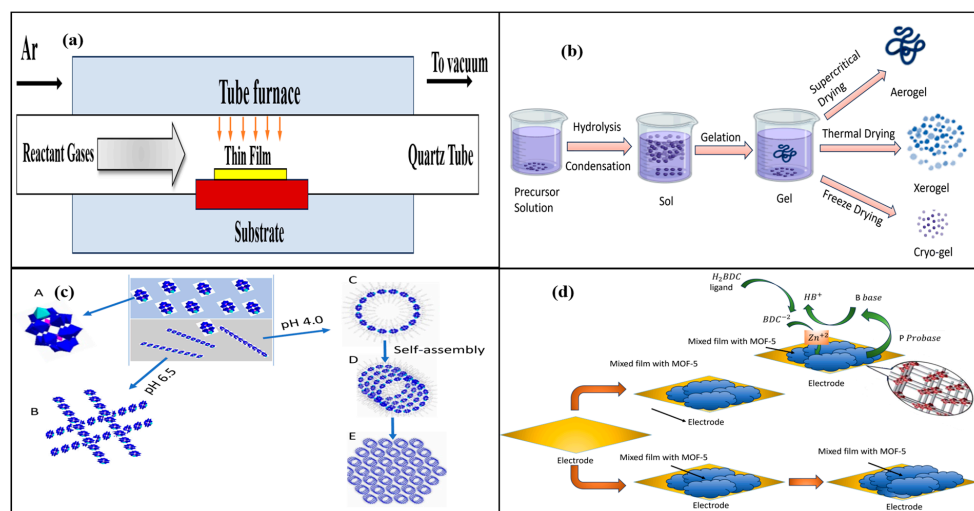 (a)
Ar
To vacuum
Tube furnace
Reactant Gases
Thin Film
Quartz Tube
Substrate
(b)
Supercritical
Drying
Aerogel
Hydrolysis
Condensation
Gelation
Thermal Drying
Precursor
Solution
Sol
Gel
Xerogel
Freeze Drying
Cryo-gel
(c)
A
C
pH 4.0
Self-assembly
D
pH 6.5
B
E
(d)
H₂BDC
ligand
HB⁺
B base
BDC⁻²
Zn⁺²
P Probase
Mixed film with MOF-5
Electrode
Mixed film with MOF-5
Electrode
Electrode
Mixed film with MOF-5
Electrode
Mixed film with MOF-5
Electrode